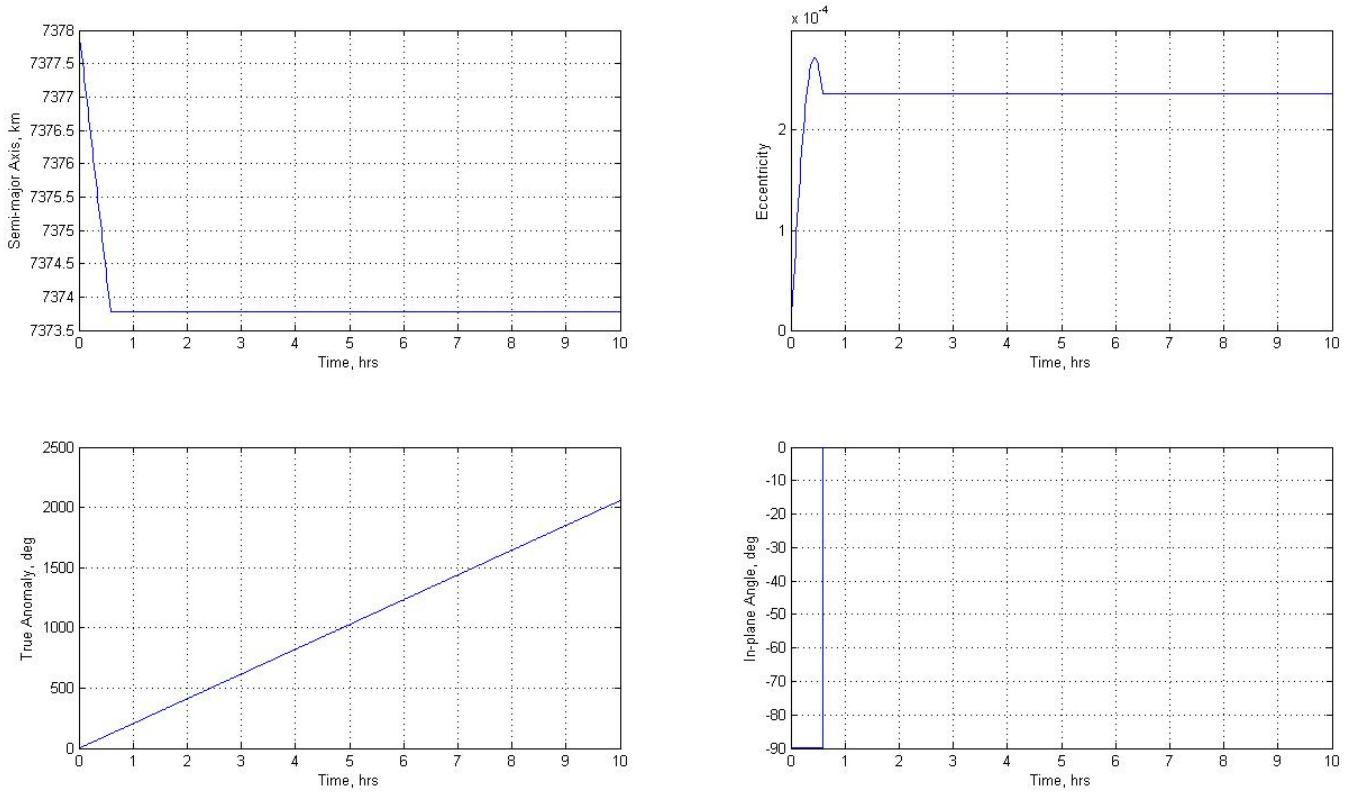 7378
7377.5
7377
7376.5
7376
7375.5
7375
7374.5
7374
7373.5
Semi-major Axis, km
0 1 2 3 4 5 6 7 8 9 10
Time, hrs
x 10⁻⁴
2
1
0
Eccentricity
0 1 2 3 4 5 6 7 8 9 10
Time, hrs
2500
2000
1500
1000
500
0
True Anomaly, deg
0 1 2 3 4 5 6 7 8 9 10
Time, hrs
0
-10
-20
-30
-40
-50
-60
-70
-80
-90
In-plane Angle, deg
0 1 2 3 4 5 6 7 8 9 10
Time, hrs